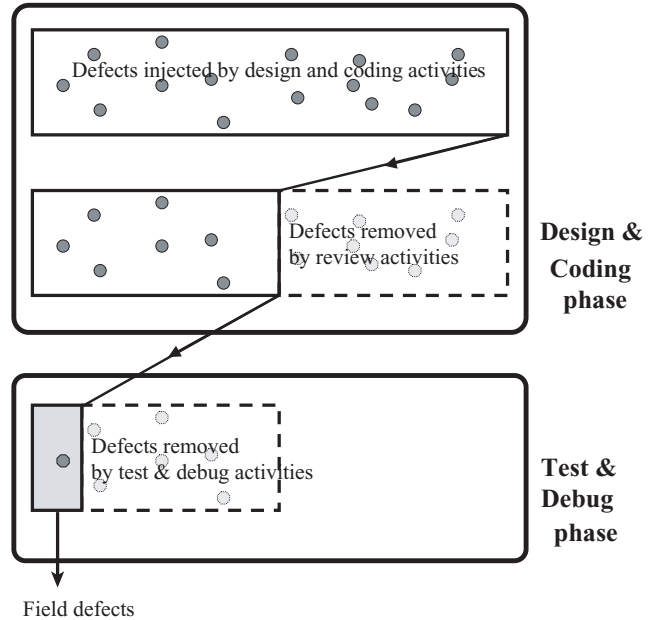 Defects injected by design and coding activities
Defects removed
by review activities
Design &
Coding
phase
Defects removed
by test & debug activities
Test &
Debug
phase
Field defects